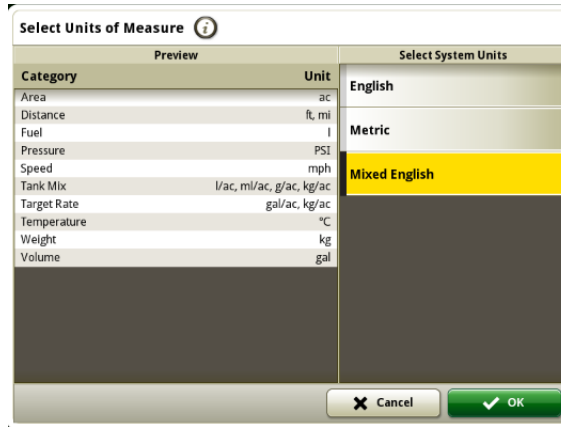 Select Units of Measure i
Preview
Category Unit
Area ac
Distance ft, mi
Fuel l
Pressure PSI
Speed mph
Tank Mix l/ac, ml/ac, g/ac, kg/ac
Target Rate gal/ac, kg/ac
Temperature °C
Weight kg
Volume gal
Select System Units
English
Metric
Mixed English
Cancel
OK